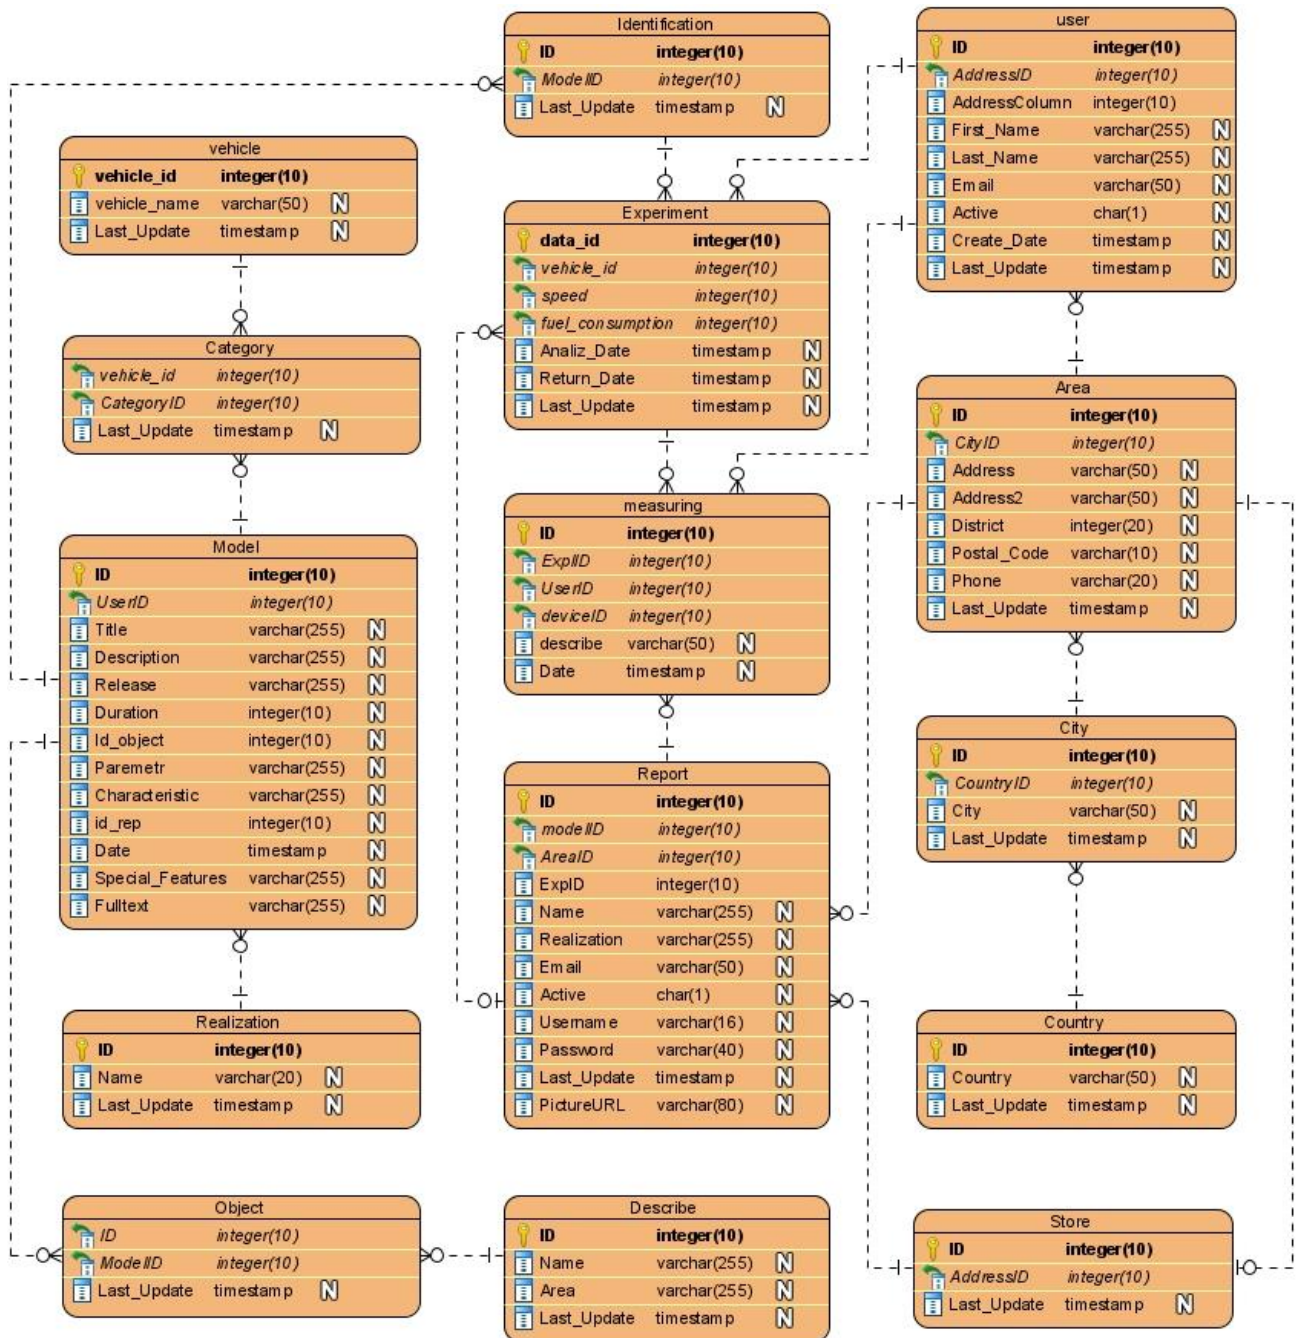 Identification
ID integer(10)
ModelID integer(10)
Last_Update timestamp N
user
ID integer(10)
AddressID integer(10)
AddressColumn integer(10)
First_Name varchar(255) N
Last_Name varchar(255) N
Email varchar(50) N
Active char(1) N
Create_Date timestamp N
Last_Update timestamp N
vehicle
vehicle_id integer(10)
vehicle_name varchar(50) N
Last_Update timestamp N
Experiment
data_id integer(10)
vehicle_id integer(10)
speed integer(10)
fuel_consumption integer(10)
Analiz_Date timestamp N
Return_Date timestamp N
Last_Update timestamp N
Category
vehicle_id integer(10)
CategoryID integer(10)
Last_Update timestamp N
Area
ID integer(10)
CityID integer(10)
Address varchar(50) N
Address2 varchar(50) N
District integer(20) N
Postal_Code varchar(10) N
Phone varchar(20) N
Last_Update timestamp N
measuring
ID integer(10)
ExpIID integer(10)
UserID integer(10)
deviceID integer(10)
describe varchar(50) N
Date timestamp N
Model
ID integer(10)
UserID integer(10)
Title varchar(255) N
Description varchar(255) N
Release varchar(255) N
Duration integer(10) N
Id_object integer(10) N
Paremetr varchar(255) N
Characteristic varchar(255) N
id_rep integer(10) N
Date timestamp N
Special_Features varchar(255) N
Fulltext varchar(255) N
City
ID integer(10)
CountryID integer(10)
City varchar(50) N
Last_Update timestamp N
Report
ID integer(10)
modelID integer(10)
AreaID integer(10)
ExpID integer(10)
Name varchar(255) N
Realization varchar(255) N
Email varchar(50) N
Active char(1) N
Username varchar(16) N
Password varchar(40) N
Last_Update timestamp N
PictureURL varchar(80) N
Realization
ID integer(10)
Name varchar(20) N
Last_Update timestamp N
Country
ID integer(10)
Country varchar(50) N
Last_Update timestamp N
Object
ID integer(10)
ModelID integer(10)
Last_Update timestamp N
Describe
ID integer(10)
Name varchar(255) N
Area varchar(255) N
Last_Update timestamp N
Store
ID integer(10)
AddressID integer(10)
Last_Update timestamp N